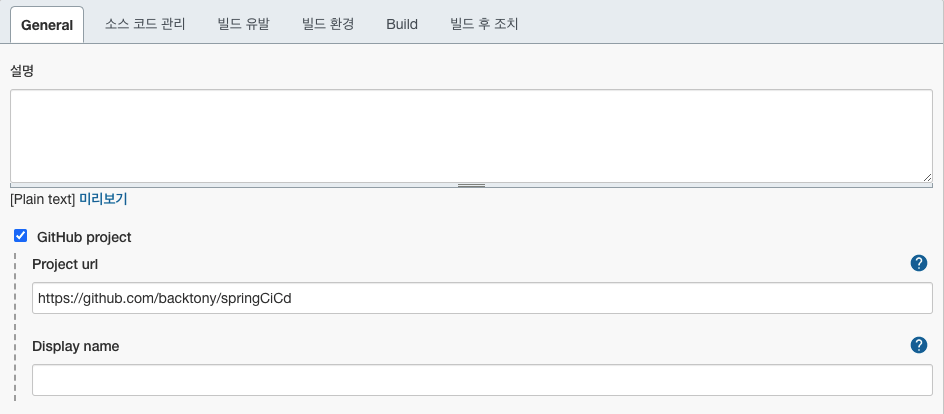 General 소스 코드 관리 빌드 유발 빌드 환경 Build 빌드 후 조치
설명
[Plain text] 미리보기
GitHub project
Project url
?
https://github.com/backtony/springCiCd
Display name
?